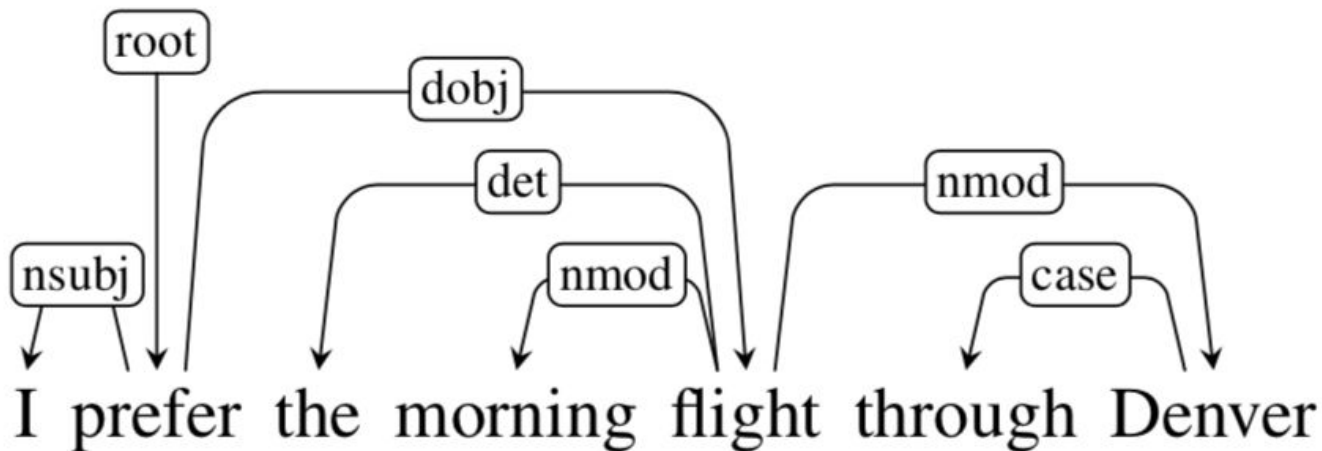 root
dobj
det nmod
nsubj nmod case
I prefer the morning flight through Denver